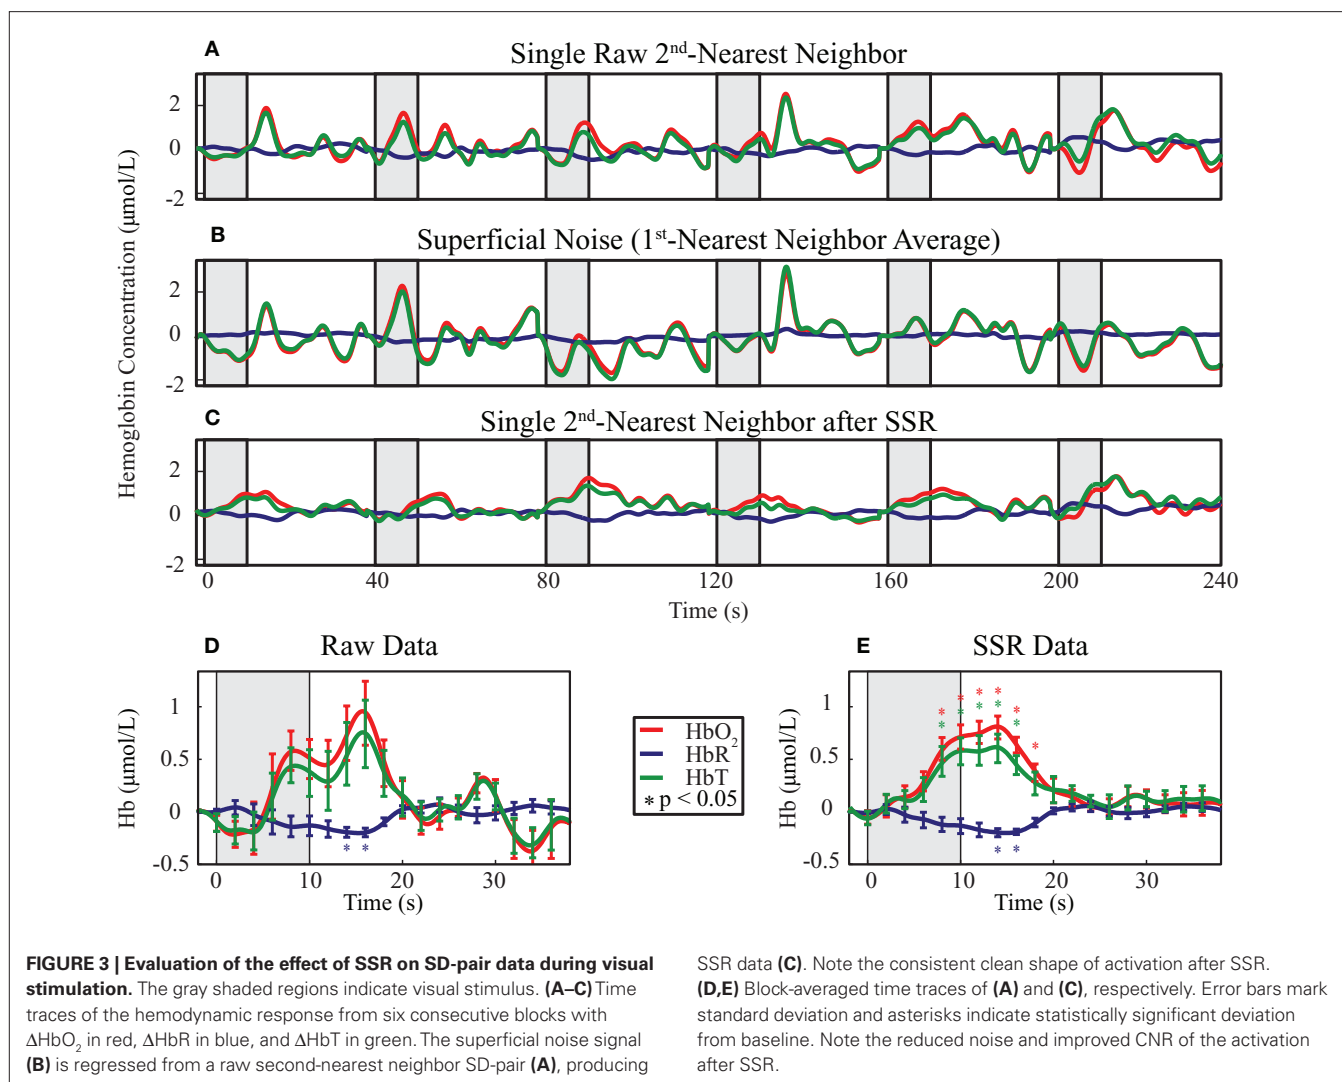 A
Single Raw 2nd-Nearest Neighbor
2
0
-2
B
Superficial Noise (1st-Nearest Neighbor Average)
2
0
-2
C
Single 2nd-Nearest Neighbor after SSR
2
0
-2
Hemoglobin Concentration (μmol/L)
0 40 80 120 160 200 240
Time (s)
D Raw Data
1
0.5
0
-0.5
Hb (μmol/L)
0 10 20 30
Time (s)
* *
HbO2
HbR
HbT
* p < 0.05
E SSR Data
1
0.5
0
-0.5
Hb (μmol/L)
* * * * *
* * * * *
*
* *
0 10 20 30
Time (s)
FIGURE 3 | Evaluation of the effect of SSR on SD-pair data during visual
stimulation. The gray shaded regions indicate visual stimulus. (A–C) Time
traces of the hemodynamic response from six consecutive blocks with
ΔHbO2 in red, ΔHbR in blue, and ΔHbT in green. The superficial noise signal
(B) is regressed from a raw second-nearest neighbor SD-pair (A), producing
SSR data (C). Note the consistent clean shape of activation after SSR.
(D,E) Block-averaged time traces of (A) and (C), respectively. Error bars mark
standard deviation and asterisks indicate statistically significant deviation
from baseline. Note the reduced noise and improved CNR of the activation
after SSR.